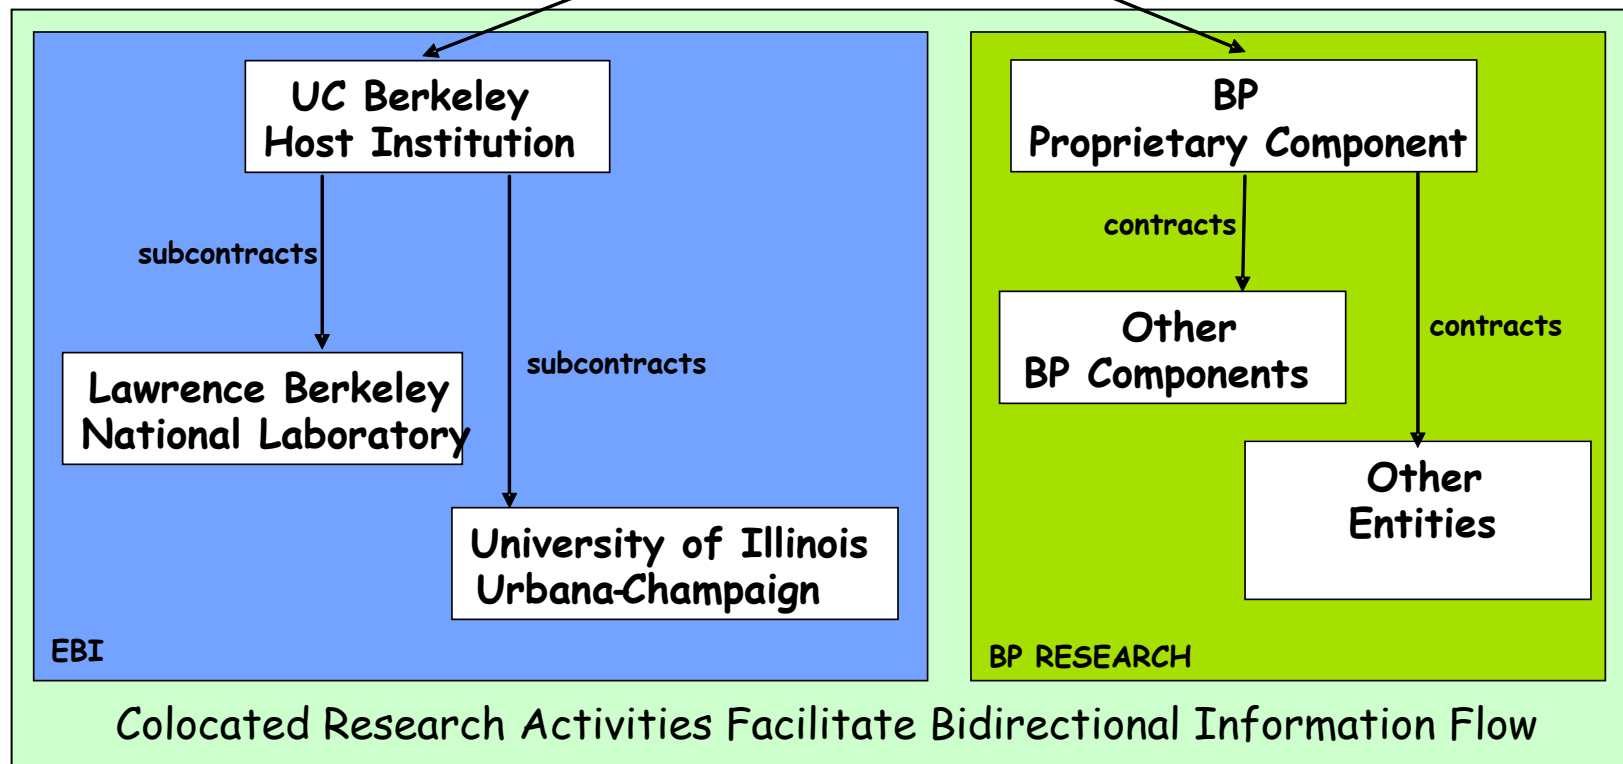 UC Berkeley
Host Institution
subcontracts
subcontracts
Lawrence Berkeley
National Laboratory
University of Illinois
Urbana-Champaign
EBI
BP
Proprietary Component
contracts
contracts
Other
BP Components
Other
Entities
BP RESEARCH
Colocated Research Activities Facilitate Bidirectional Information Flow